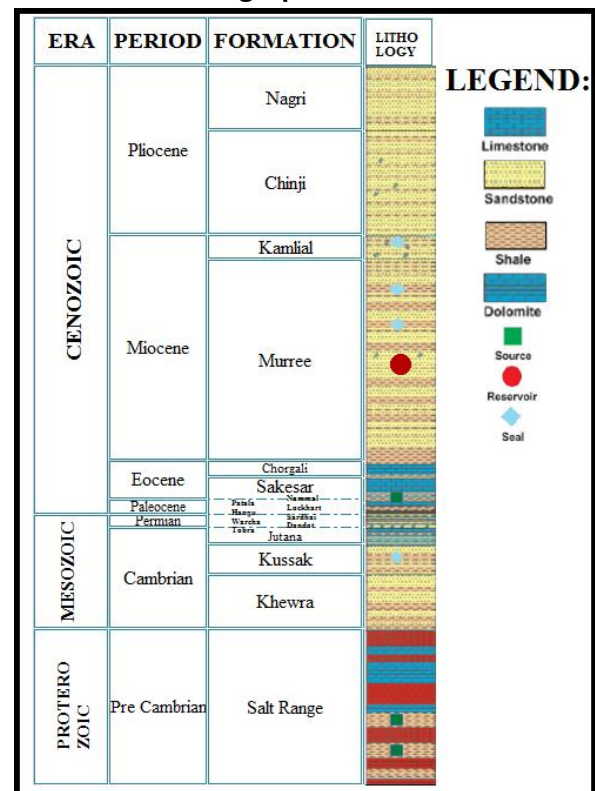 ERA PERIOD FORMATION LITHO
LOGY
CENOZOIC
Pliocene
Nagri
Chinji
Miocene
Kamlial
Murree
Eocene
Chorgali
Sakesar
Paleocene
Patala Nammal
Hangu Lockhart
MESOZOIC
Permian
Warcha Sardhai
Tobra Dandot
Cambrian
Jutana
Kussak
Khewra
PROTERO
ZOIC
Pre Cambrian
Salt Range
LEGEND:
Limestone
Sandstone
Shale
Dolomite
Source
Reservoir
Seal